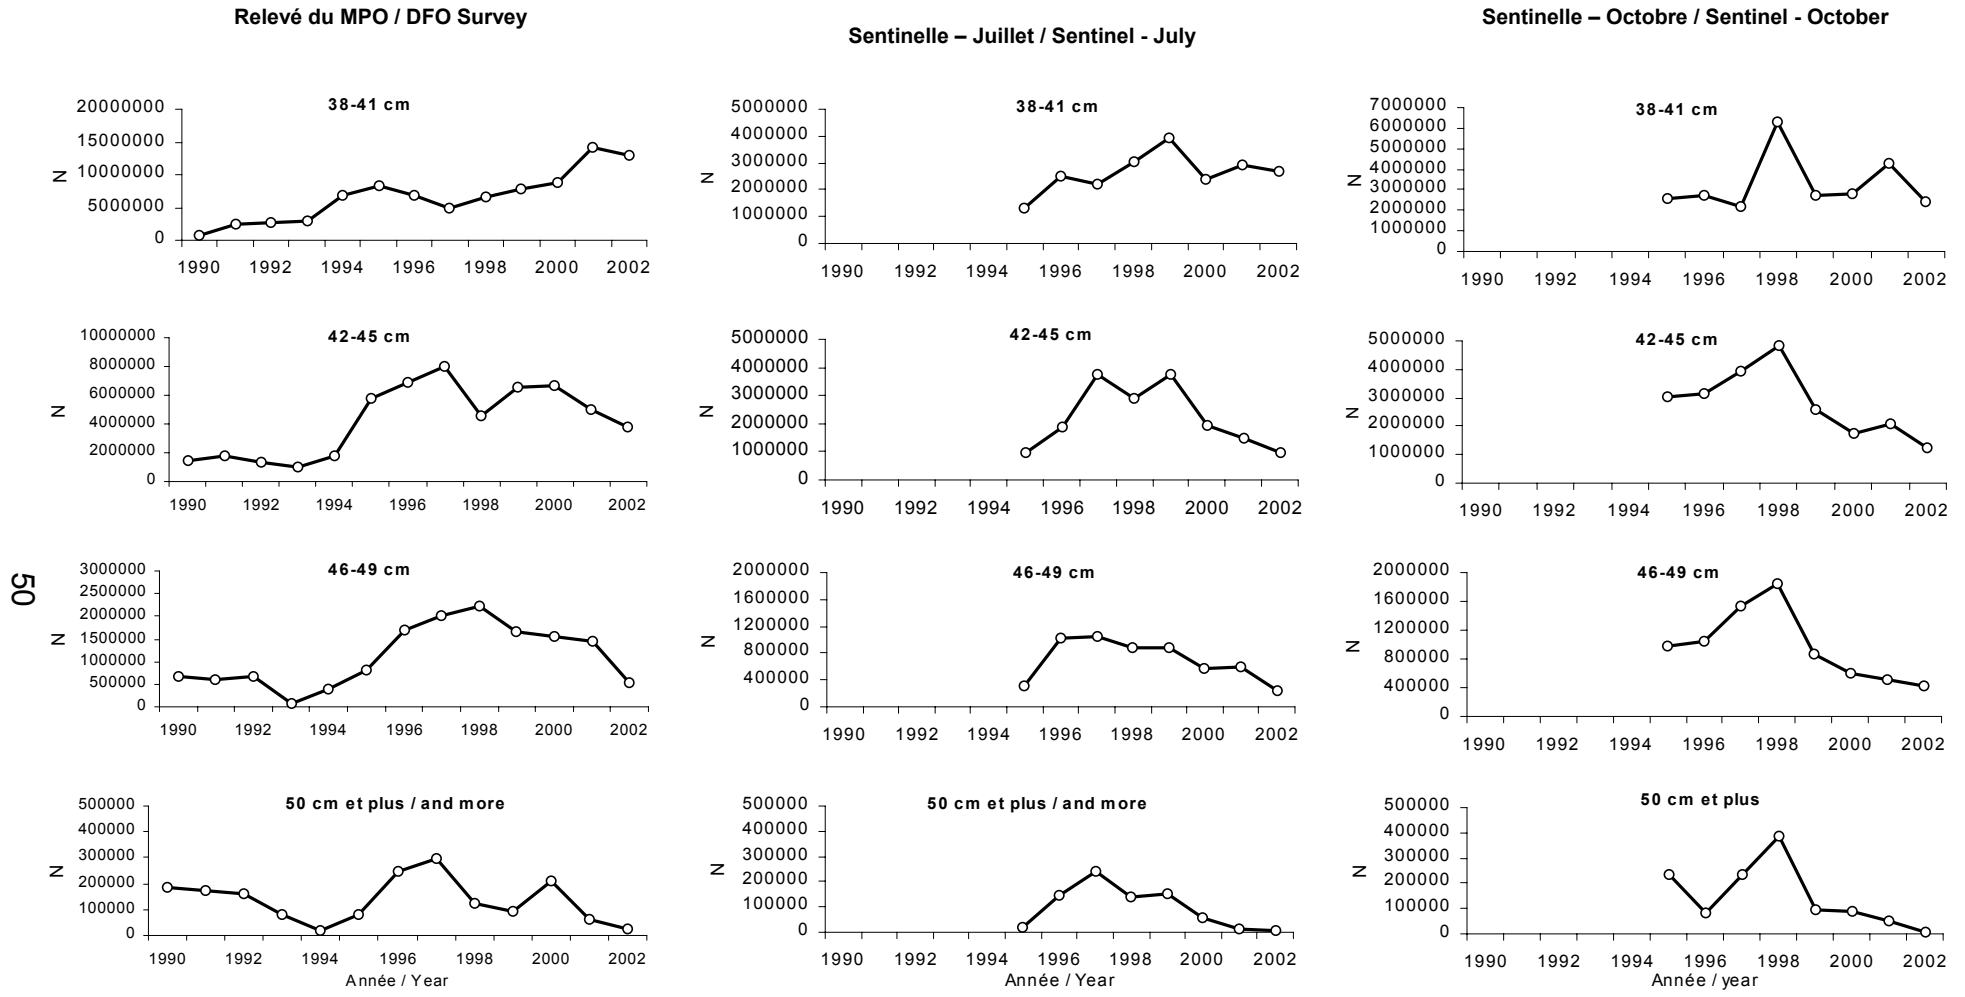 Relevé du MPO / DFO Survey
Sentinelle – Juillet / Sentinel - July
Sentinelle – Octobre / Sentinel - October
38-41 cm
20000000
15000000
10000000
5000000
0
N
1990 1992 1994 1996 1998 2000 2002
38-41 cm
5000000
4000000
3000000
2000000
1000000
0
N
1990 1992 1994 1996 1998 2000 2002
38-41 cm
7000000
6000000
5000000
4000000
3000000
2000000
1000000
0
N
1990 1992 1994 1996 1998 2000 2002
42-45 cm
10000000
8000000
6000000
4000000
2000000
0
N
1990 1992 1994 1996 1998 2000 2002
42-45 cm
5000000
4000000
3000000
2000000
1000000
0
N
1990 1992 1994 1996 1998 2000 2002
42-45 cm
5000000
4000000
3000000
2000000
1000000
0
N
1990 1992 1994 1996 1998 2000 2002
50
46-49 cm
3000000
2500000
2000000
1500000
1000000
500000
0
N
1990 1992 1994 1996 1998 2000 2002
46-49 cm
2000000
1600000
1200000
800000
400000
0
N
1990 1992 1994 1996 1998 2000 2002
46-49 cm
2000000
1600000
1200000
800000
400000
0
N
1990 1992 1994 1996 1998 2000 2002
50 cm et plus / and more
500000
400000
300000
200000
100000
0
N
1990 1992 1994 1996 1998 2000 2002
Année / Year
50 cm et plus / and more
500000
400000
300000
200000
100000
0
N
1990 1992 1994 1996 1998 2000 2002
Année / Year
50 cm et plus
500000
400000
300000
200000
100000
0
N
1990 1992 1994 1996 1998 2000 2002
Année / year